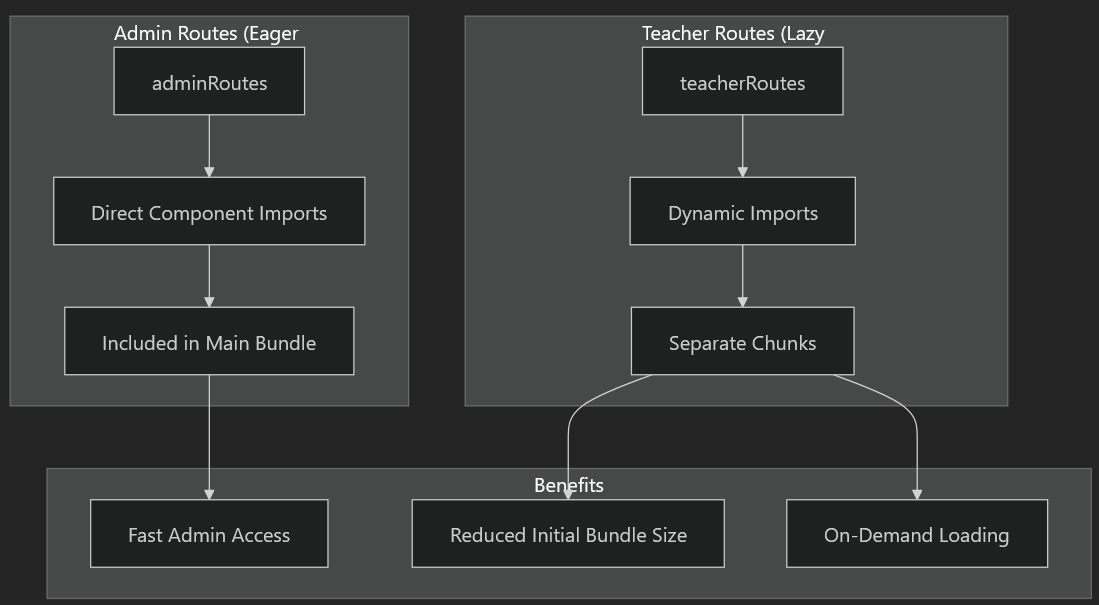 Admin Routes (Eager
adminRoutes
Direct Component Imports
Included in Main Bundle
Teacher Routes (Lazy
teacherRoutes
Dynamic Imports
Separate Chunks
Benefits
Fast Admin Access
Reduced Initial Bundle Size
On-Demand Loading